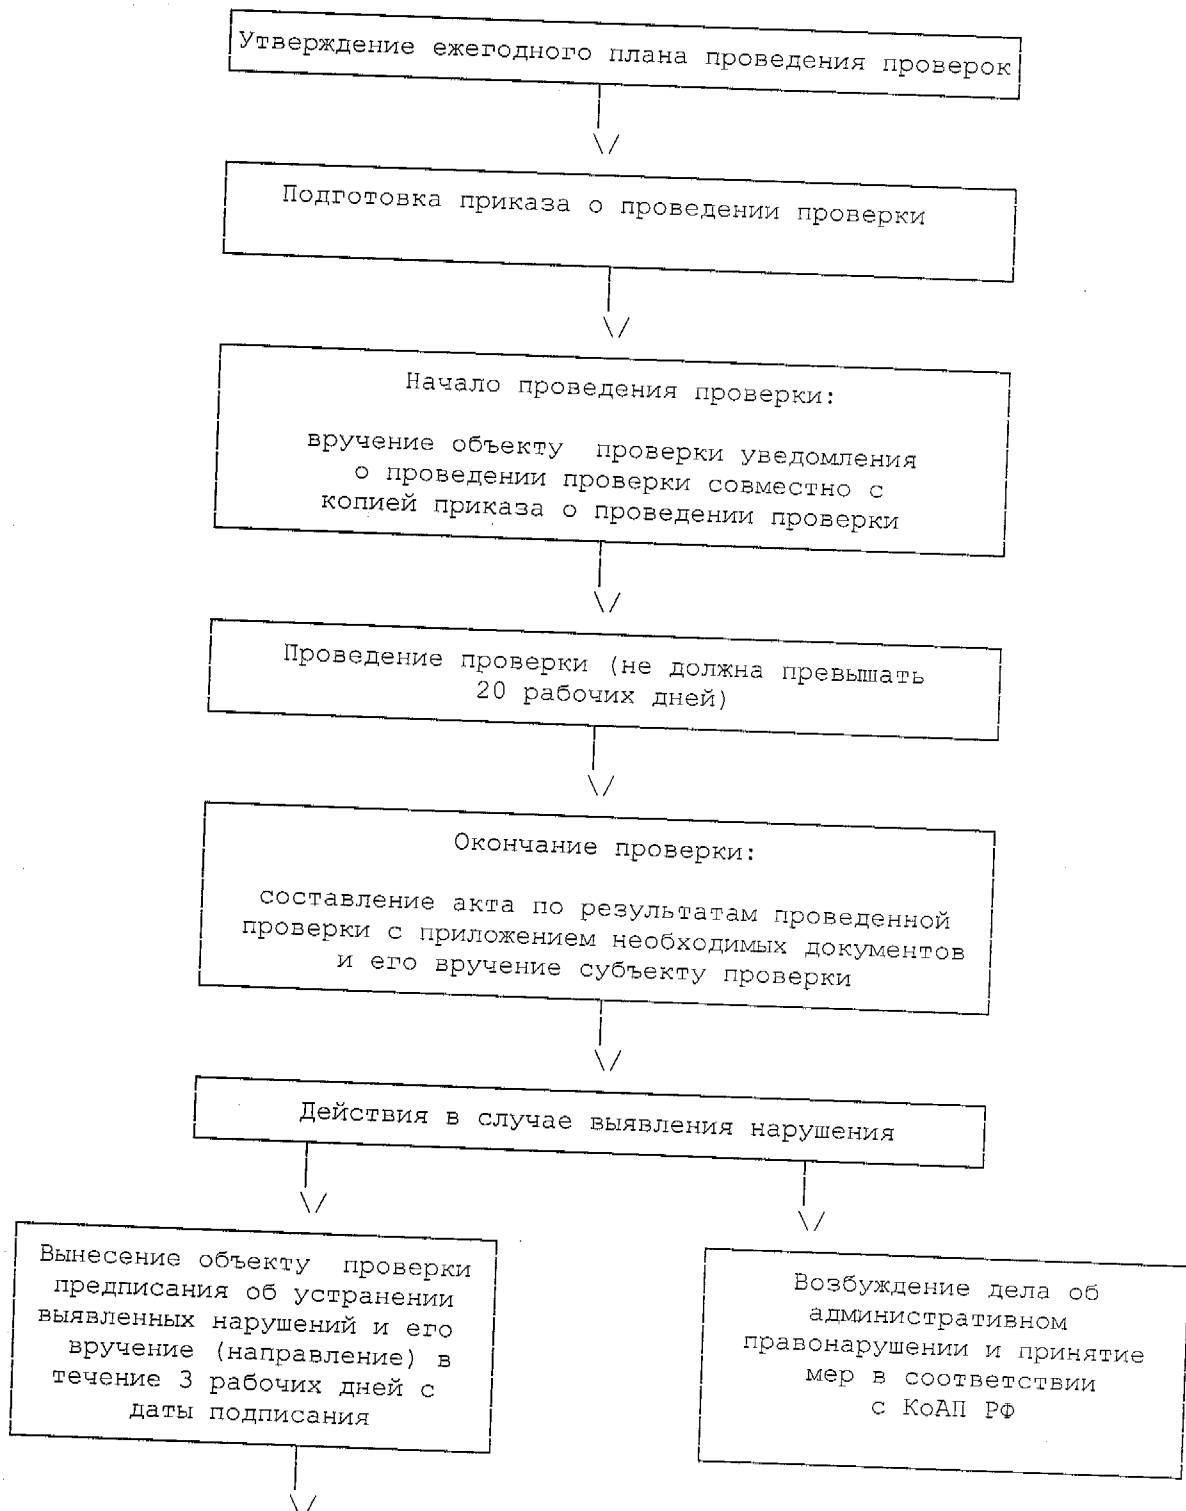 Утверждение ежегодного плана проведения проверок
Подготовка приказа о проведении проверки
Начало проведения проверки:
вручение объекту проверки уведомления
о проведении проверки совместно с
копией приказа о проведении проверки
Проведение проверки (не должна превышать
20 рабочих дней)
Окончание проверки:
составление акта по результатам проведенной
проверки с приложением необходимых документов
и его вручение субъекту проверки
Действия в случае выявления нарушения
Вынесение объекту проверки
предписания об устранении
выявленных нарушений и его
вручение (направление) в
течение 3 рабочих дней с
даты подписания
Возбуждение дела об
административном
правонарушении и принятие
мер в соответствии
с КоАП РФ